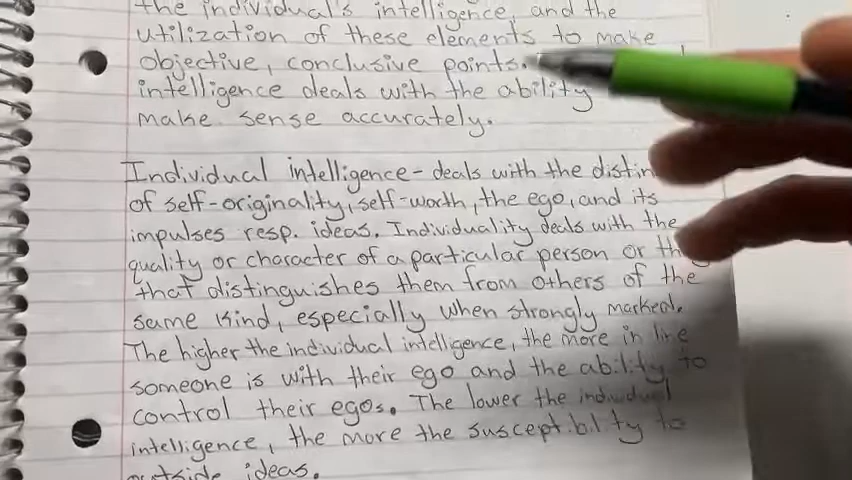 the individual's intelligence, and the
utilization of these elements to make
objective, conclusive points.
intelligence deals with the ability
make sense accurately.
Individual intelligence- deals with the distin
of self-originality, self-worth, the ego, and its
impulses resp. ideas. Individuality deals with the
quality or character of a particular person or
that distinguishes them from others of the
same kind, especially when strongly marked.
The higher the individual intelligence, the more in line
someone is with their ego and the ability to
control their egos. The lower the individual
intelligence, the more the susceptibility to
outside ideas.